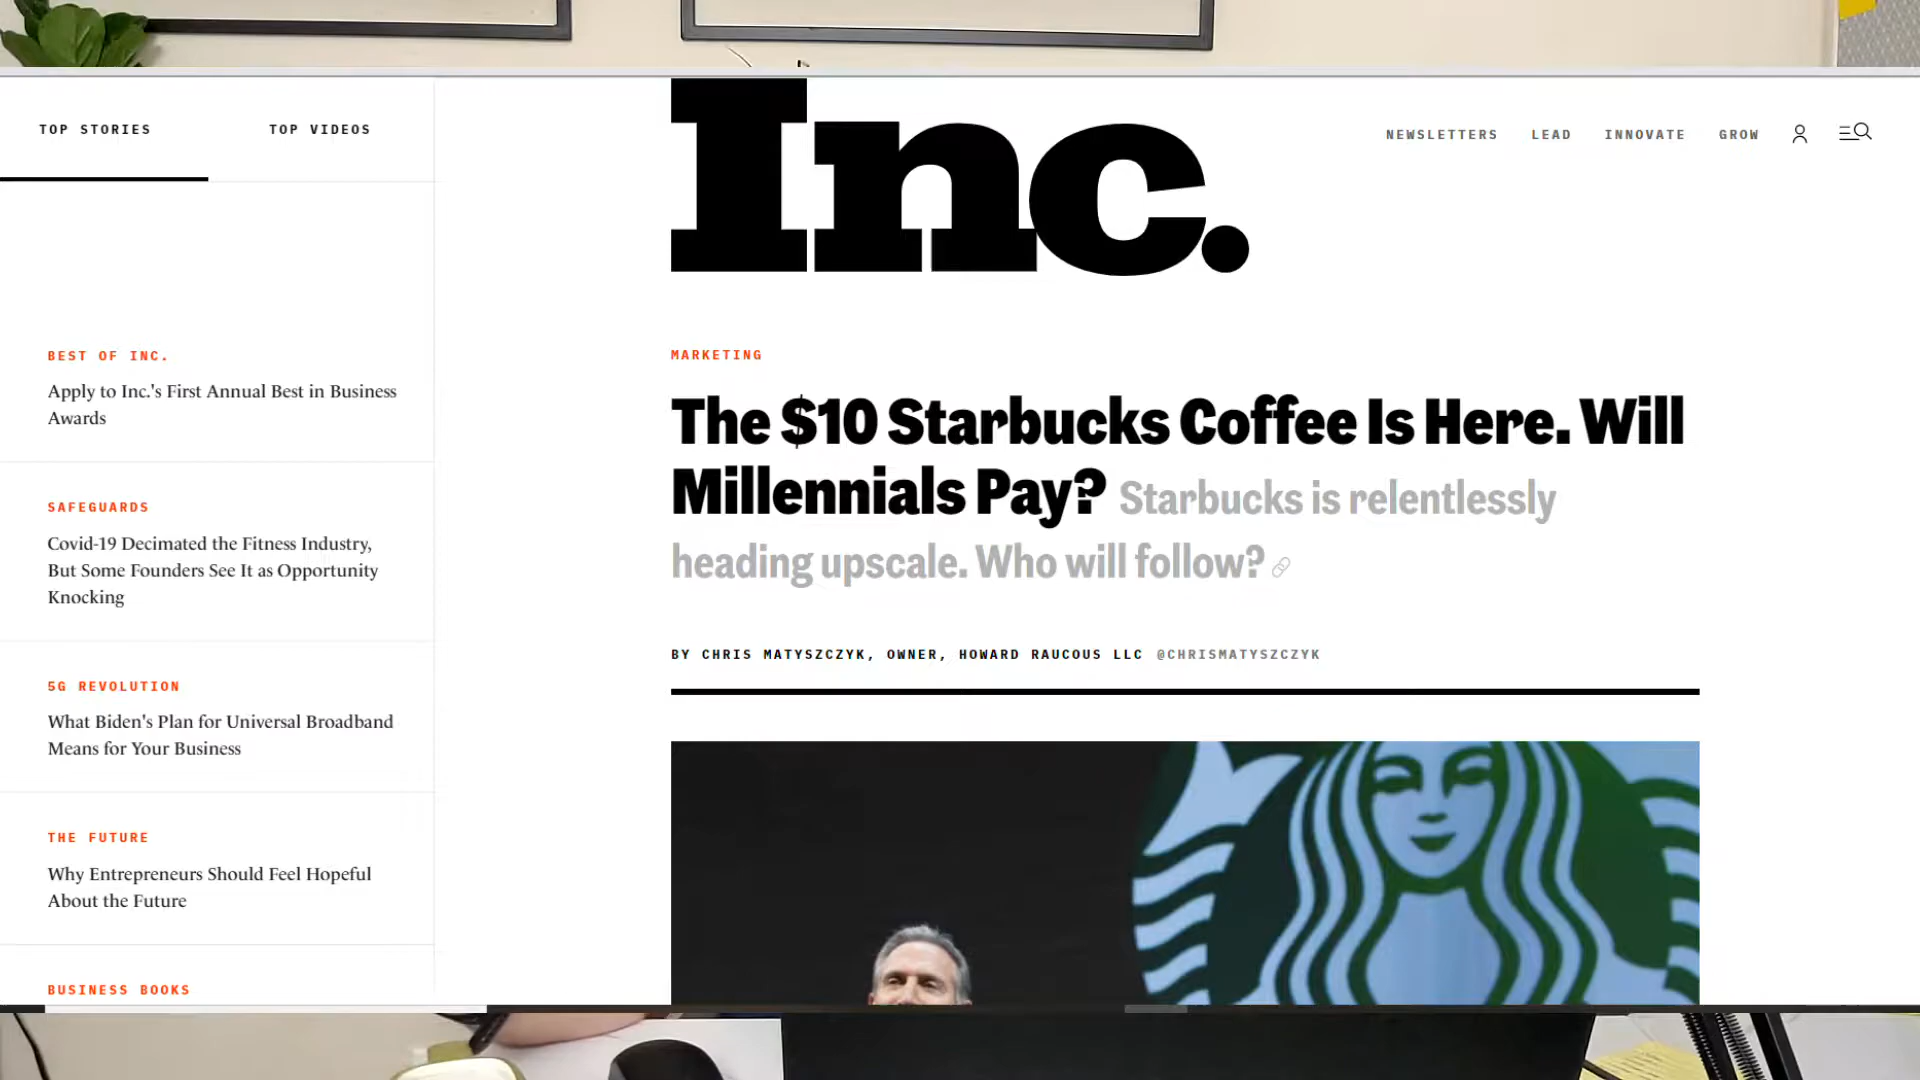 TOP STORIES
TOP VIDEOS
Inc.
NEWSLETTERS
LEAD
INNOVATE
GROW
BEST OF INC.
Apply to Inc.'s First Annual Best in Business
Awards
SAFEGUARDS
Covid-19 Decimated the Fitness Industry,
But Some Founders See It as Opportunity
Knocking
5G REVOLUTION
What Biden's Plan for Universal Broadband
Means for Your Business
THE FUTURE
Why Entrepreneurs Should Feel Hopeful
About the Future
BUSINESS BOOKS
MARKETING
The $10 Starbucks Coffee Is Here. Will
Millennials Pay? Starbucks is relentlessly
heading upscale. Who will follow?
BY CHRIS MATYSZCZYK, OWNER, HOWARD RAUCOUS LLC @CHRISMATYSZCZYK